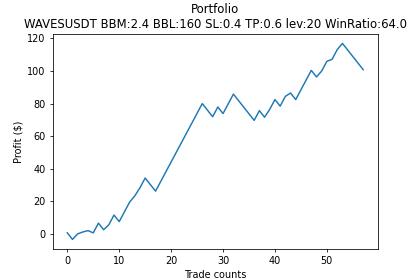 Portfolio
WAVESUSDT BBM:2.4 BBL:160 SL:0.4 TP:0.6 lev:20 WinRatio:64.0
120
100
80
60
40
20
0
Profit ($)
0 10 20 30 40 50
Trade counts